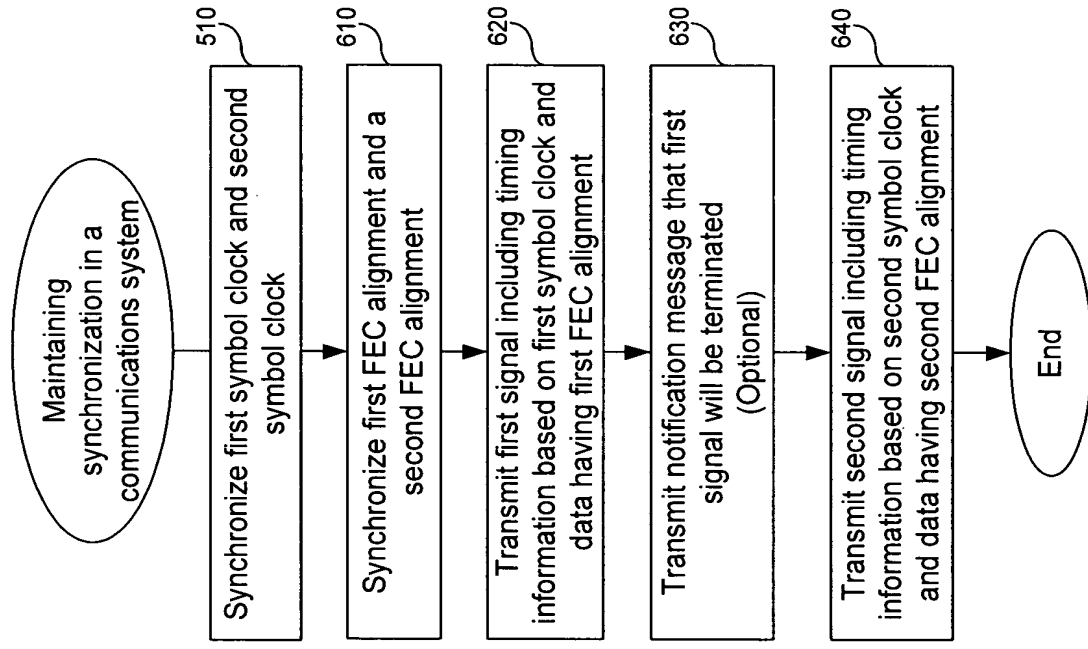 Maintaining
synchronization in a
communications system
510
Synchronize first symbol clock and second
symbol clock
610
Synchronize first FEC alignment and a
second FEC alignment
620
Transmit first signal including timing
information based on first symbol clock and
data having first FEC alignment
630
Transmit notification message that first
signal will be terminated
(Optional)
640
Transmit second signal including timing
information based on second symbol clock
and data having second FEC alignment
End